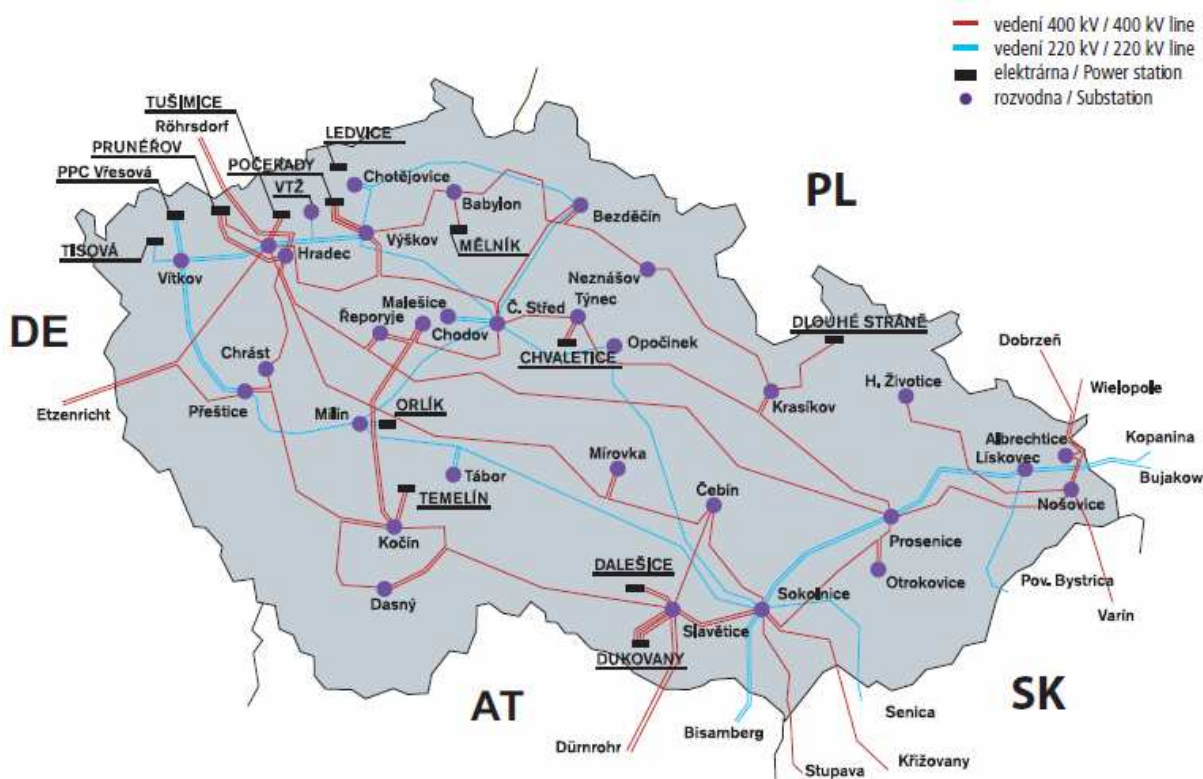 vedení 400 kV / 400 kV line
vedení 220 kV / 220 kV line
elektrárna / Power station
rozvodna / Substation
TUŠIMICE
Röhrsdorf
LEDVICE
PRUNÉŘOV
POČERADY
PPC Vřesová
VTŽ
Chotějovice
PL
Babylon
Bezděčín
TISOVÁ
Hradec
Výškov
MĚLNÍK
Vítkov
Neznášov
Malešice
Č. Střed
Týnec
DE
Řeporyje
Chodov
DLOUHÉ STRÁNĚ
Opočínek
Dobrzeń
Chrást
CHVALETICE
H. Životice
Wielopole
Etzenricht
Přeštice
Krasíkov
Milín
ORLÍK
Albrechtice
Kopanina
Mírovka
Lískovec
Bujakow
Tábor
Čebín
TEMELÍN
Nošovice
Kočín
Prosenice
DALEŠICE
Otrokovice
Pov. Bystrica
Dasný
Sokolnice
Varín
Slavětice
DUKOVANY
SK
AT
Senica
Bisamberg
Dürnrohr
Křižovany
Stupava